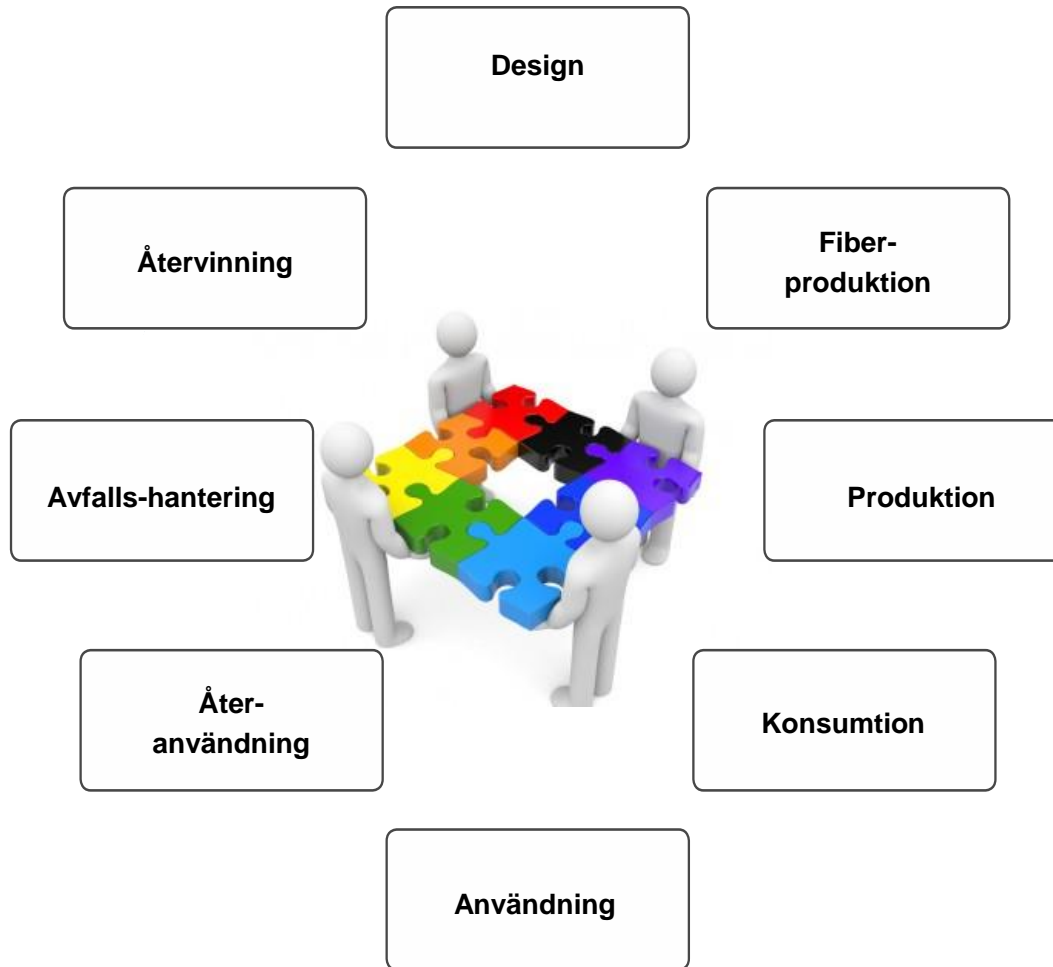 Design
Återvinning
Fiber-
produktion
Avfalls-hantering
Produktion
Åter-
användning
Konsumtion
Användning